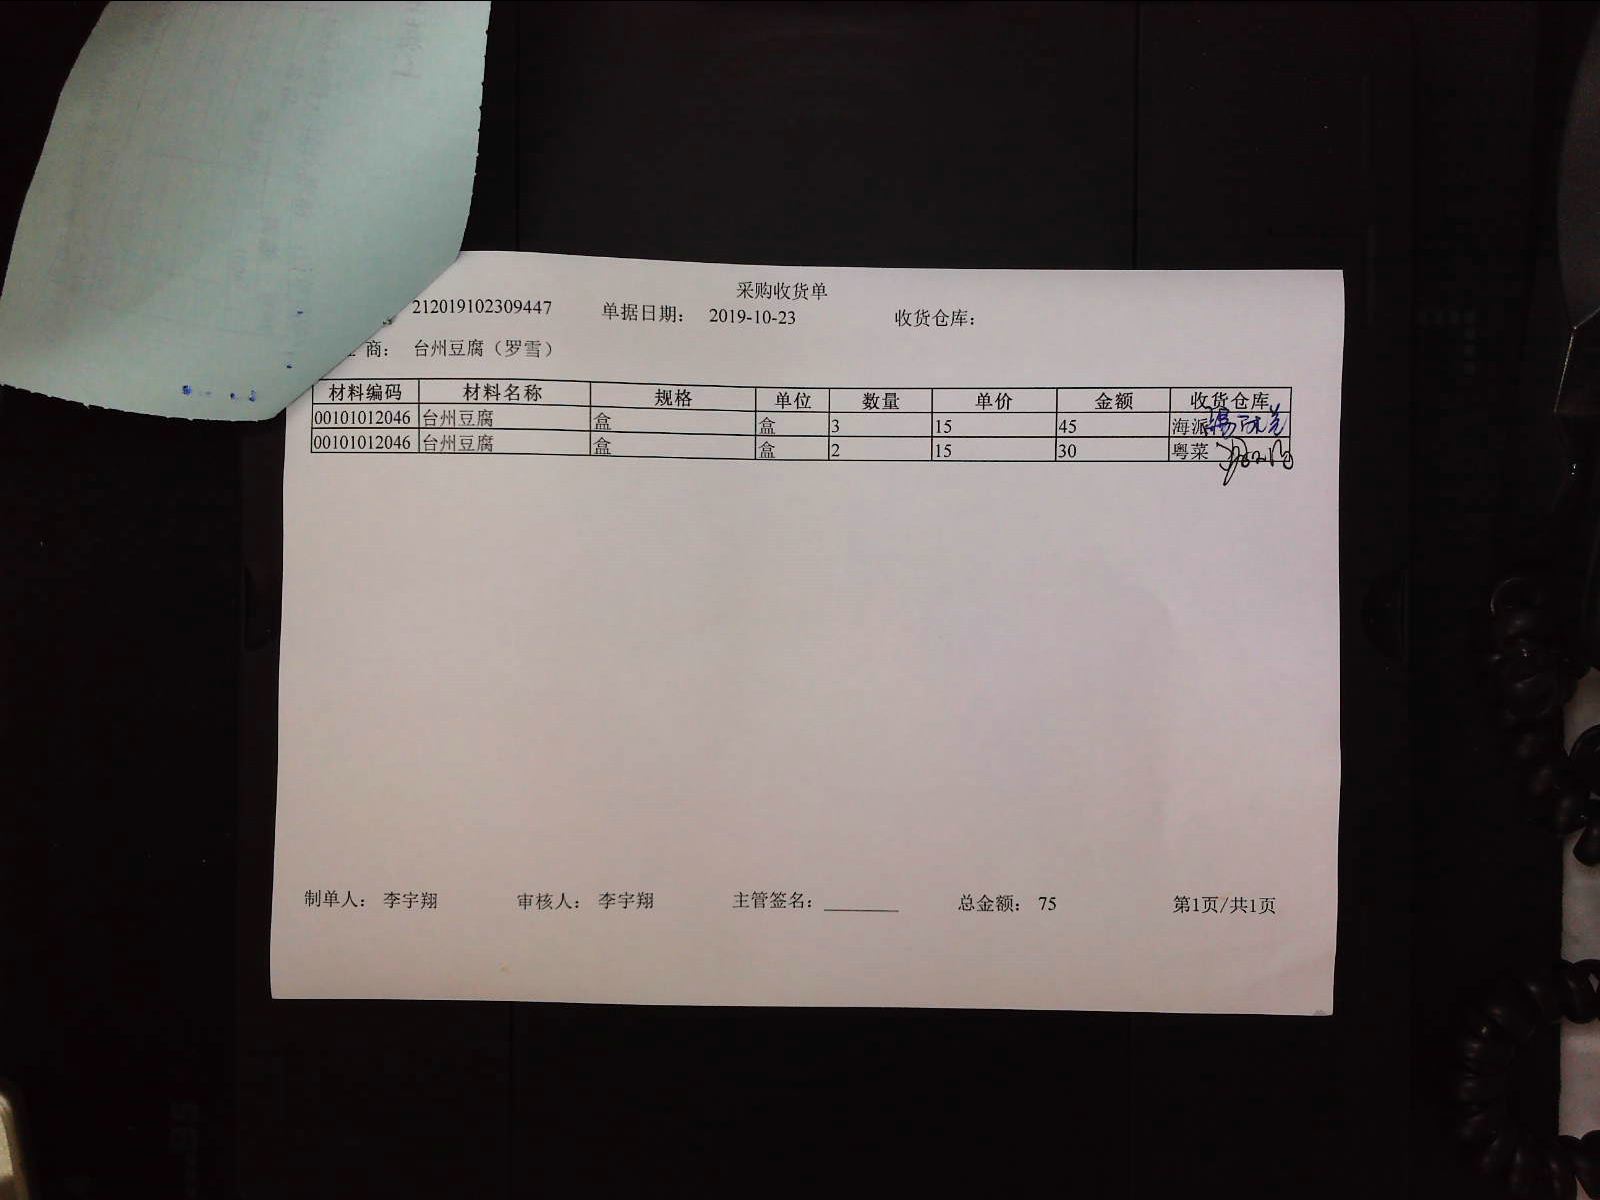 采购收货单
212019102309447 单据日期： 2019-10-23 收货仓库：
商： 台州豆腐（罗雪）
材料编码 材料名称 规格 单位 数量 单价 金额 收货仓库
00101012046 台州豆腐 盒 盒 3 15 45 海派
00101012046 台州豆腐 盒 盒 2 15 30 粤菜
制单人： 李宇翔 审核人： 李宇翔 主管签名： 总金额： 75 第1页/共1页